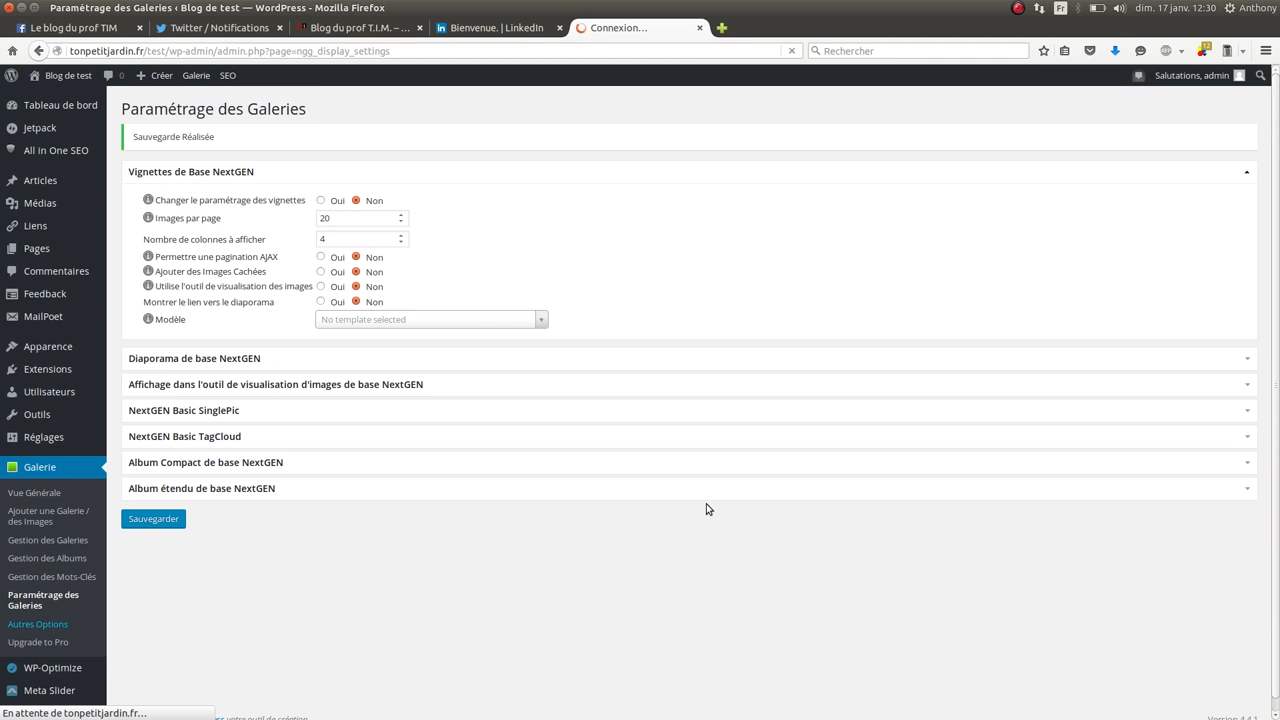 Paramétrage des Galeries ‹ Blog de test — WordPress - Mozilla Firefox
Fr
dim. 17 janv. 12:30
Anthony
Le blog du prof TIM
Twitter / Notifications
Blog du prof T.I.M. – ...
Bienvenue. | LinkedIn
Connexion…
tonpetitjardin.fr/test/wp-admin/admin.php?page=ngg_display_settings
Rechercher
Blog de test
0
Créer
Galerie
SEO
Salutations, admin
Tableau de bord
Jetpack
All in One SEO
Articles
Médias
Liens
Pages
Commentaires
Feedback
MailPoet
Apparence
Extensions
Utilisateurs
Outils
Réglages
Galerie
Vue Générale
Ajouter une Galerie /
des Images
Gestion des Galeries
Gestion des Albums
Gestion des Mots-Clés
Paramétrage des
Galeries
Autres Options
Upgrade to Pro
WP-Optimize
Meta Slider
Paramétrage des Galeries
Sauvegarde Réalisée
Vignettes de Base NextGEN
Changer le paramétrage des vignettes Oui Non
Images par page 20
Nombre de colonnes à afficher 4
Permettre une pagination AJAX Oui Non
Ajouter des Images Cachées Oui Non
Utilise l'outil de visualisation des images Oui Non
Montrer le lien vers le diaporama Oui Non
Modèle No template selected
Diaporama de base NextGEN
Affichage dans l'outil de visualisation d'images de base NextGEN
NextGEN Basic SinglePic
NextGEN Basic TagCloud
Album Compact de base NextGEN
Album étendu de base NextGEN
Sauvegarder
En attente de tonpetitjardin.fr…
votre outil de création.
Version 4.4.1